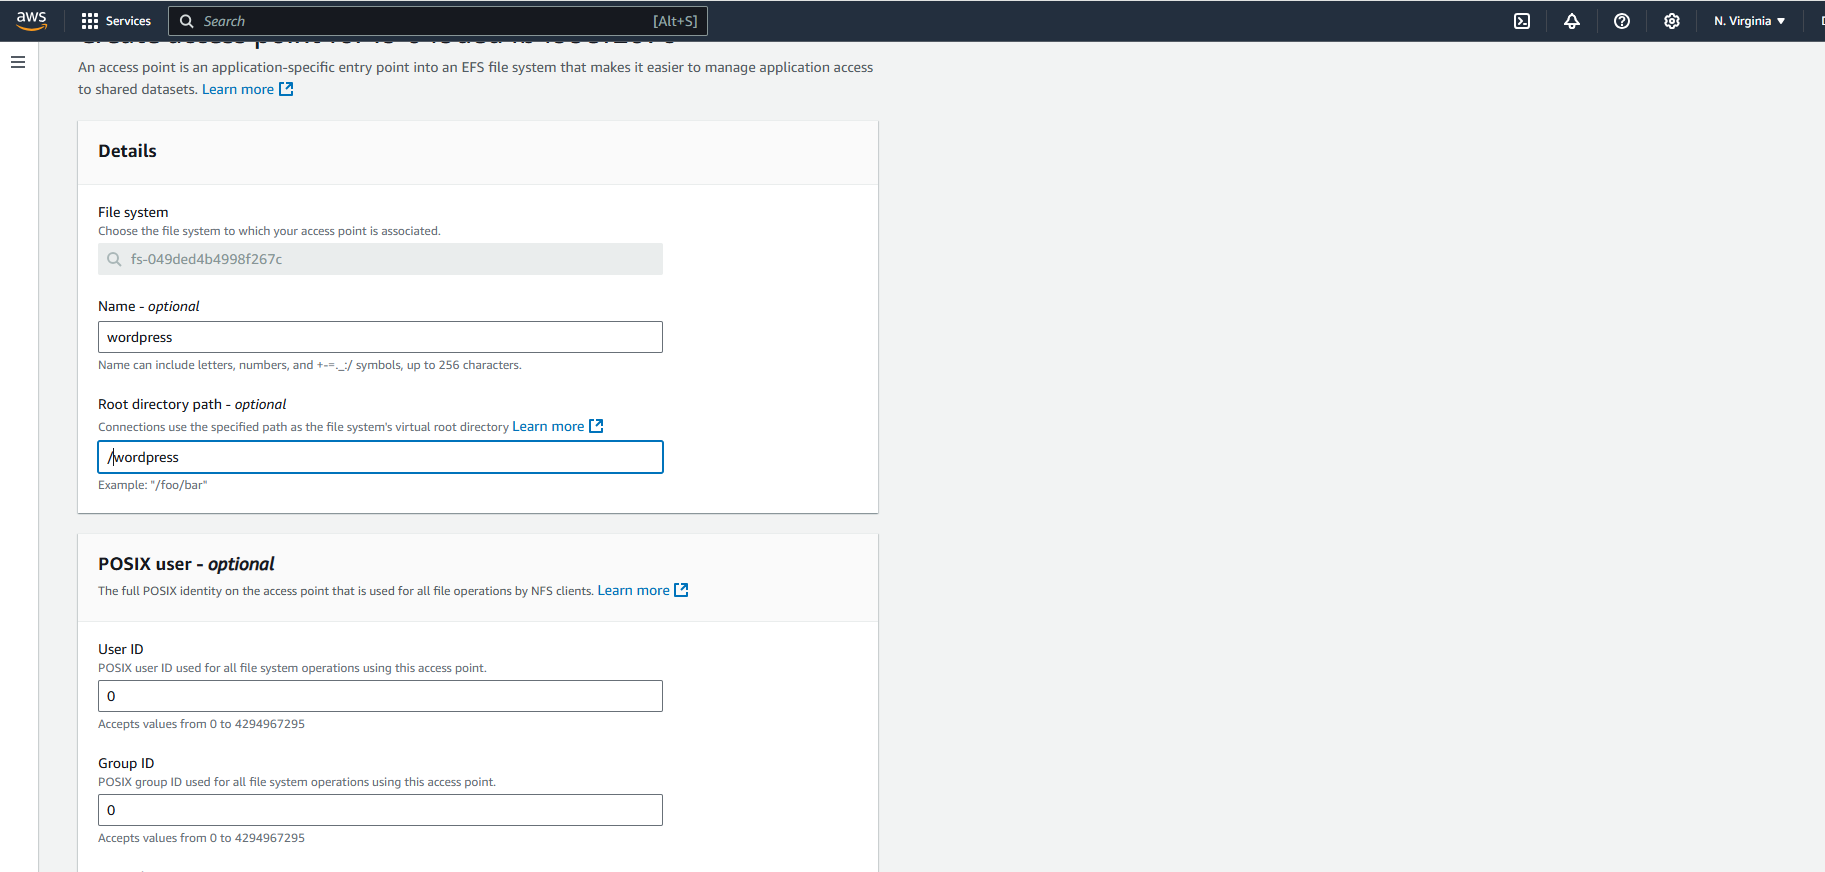 aws Services Search [Alt+S] N. Virginia
An access point is an application-specific entry point into an EFS file system that makes it easier to manage application access
to shared datasets. Learn more
Details
File system
Choose the file system to which your access point is associated.
fs-049ded4b4998f267c
Name - optional
wordpress
Name can include letters, numbers, and +-=._:/ symbols, up to 256 characters.
Root directory path - optional
Connections use the specified path as the file system's virtual root directory Learn more
/wordpress
Example: "/foo/bar"
POSIX user - optional
The full POSIX identity on the access point that is used for all file operations by NFS clients. Learn more
User ID
POSIX user ID used for all file system operations using this access point.
0
Accepts values from 0 to 4294967295
Group ID
POSIX group ID used for all file system operations using this access point.
0
Accepts values from 0 to 4294967295